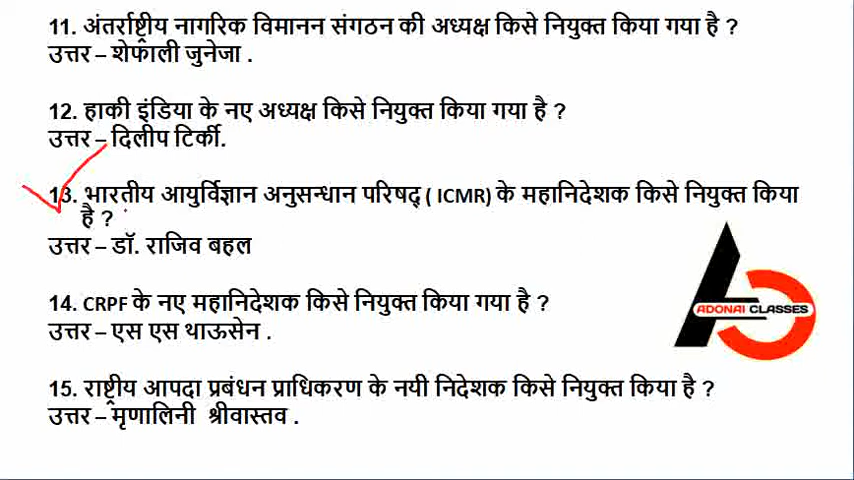 11. अंतर्राष्ट्रीय नागरिक विमानन संगठन की अध्यक्ष किसे नियुक्त किया गया है ?
उत्तर – शेफाली जुनेजा .
12. हाकी इंडिया के नए अध्यक्ष किसे नियुक्त किया गया है ?
उत्तर – दिलीप टिर्की.
13. भारतीय आयुर्विज्ञान अनुसन्धान परिषद् ( ICMR) के महानिदेशक किसे नियुक्त किया
है ?
उत्तर – डॉ. राजिव बहल
14. CRPF के नए महानिदेशक किसे नियुक्त किया गया है ?
उत्तर – एस एस थाऊसेन .
ADONAI CLASSES
15. राष्ट्रीय आपदा प्रबंधन प्राधिकरण के नयी निदेशक किसे नियुक्त किया है ?
उत्तर – मृणालिनी श्रीवास्तव .